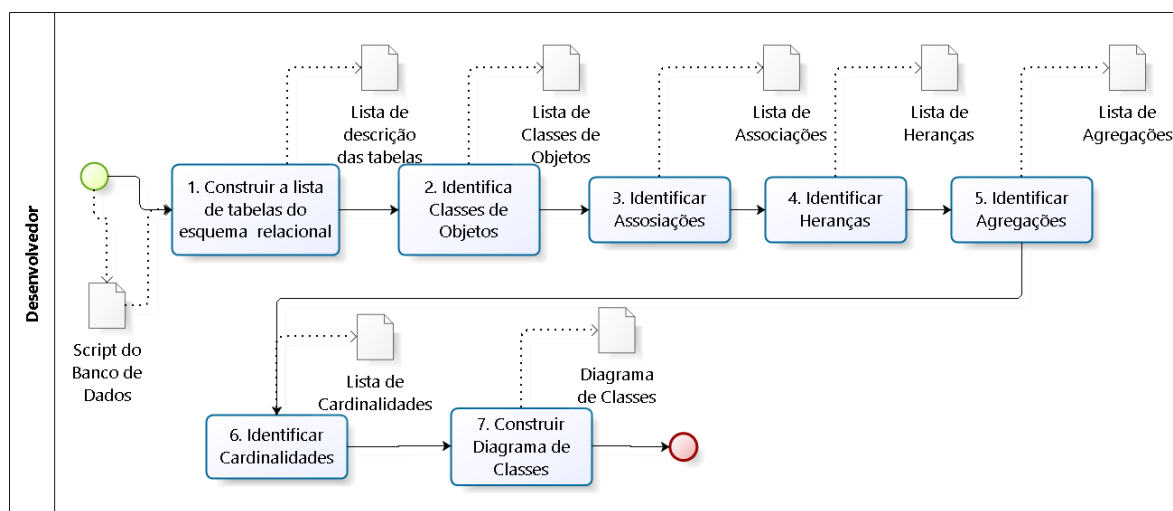 Desenvolvedor
Lista de
descrição
das tabelas
Lista de
Classes de
Objetos
Lista de
Associações
Lista de
Heranças
Lista de
Agregações
1. Construir a lista
de tabelas do
esquema relacional
2. Identifica
Classes de
Objetos
3. Identificar
Assosiações
4. Identificar
Heranças
5. Identificar
Agregações
Script do
Banco de
Dados
Lista de
Cardinalidades
Diagrama
de Classes
6. Identificar
Cardinalidades
7. Construir
Diagrama de
Classes